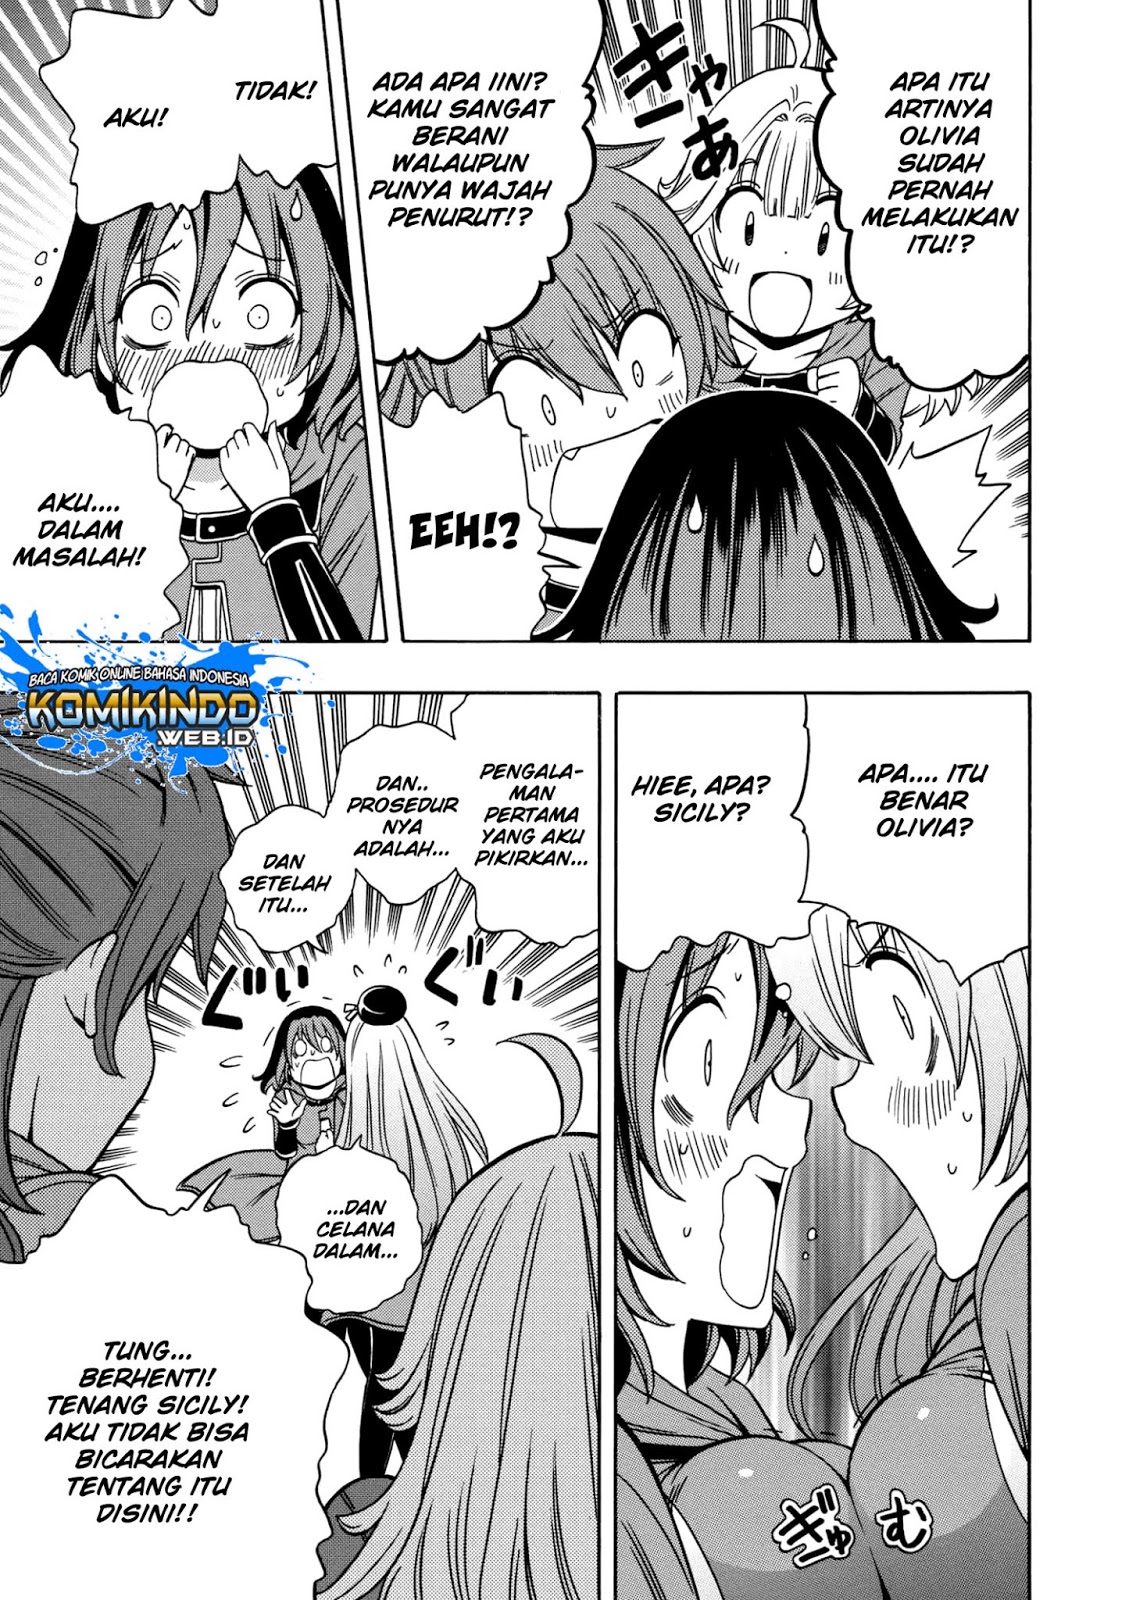 APA ITU
ARTINYA
OLIVIA
SUDAH
PERNAH
MELAKUKAN
ITU!?
きゃあ
ー
ADA APA IINI?
KAMU SANGAT
BERANI
WALAUPUN
PUNYA WAJAH
PENURUT!?
EEH!?
TIDAK!
AKU!
AKU....
DALAM
MASALAH!
BACA KOMIK ONLINE BAHASA INDONESIA
KOMIKINDO
WEB.ID
APA.... ITU
BENAR
OLIVIA?
HIEE, APA?
SICILY?
む
ぎゅ
ー
PENGALA-
MAN
PERTAMA
YANG AKU
PIKIRKAN...
DAN..
PROSEDUR
NYA
ADALAH...
DAN
SETELAH
ITU...
ぐい
ぐい
...DAN
CELANA
DALAM...
TUNG...
BERHENTI!
TENANG SICILY!
AKU TIDAK BISA
BICARAKAN
TENTANG ITU
DISINI!!